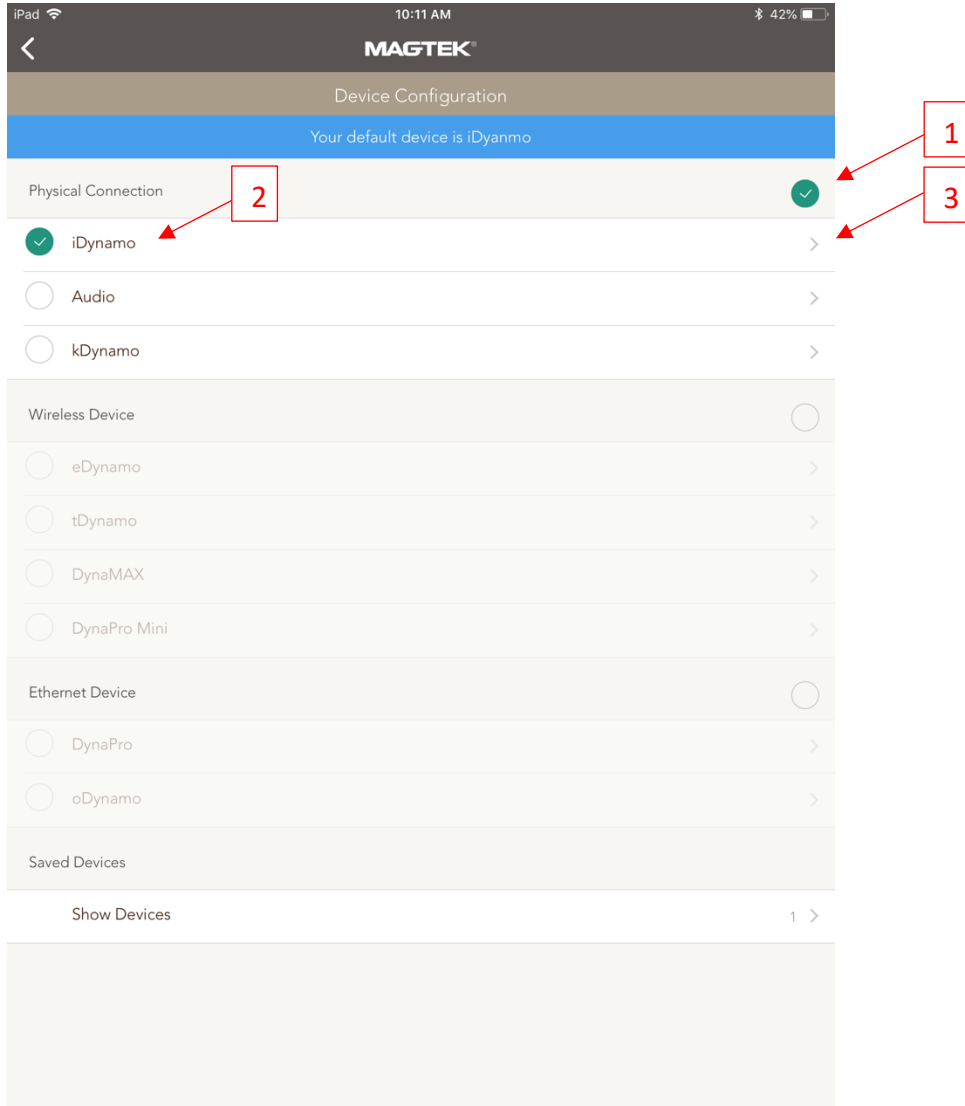 iPad 10:11 AM 42%
MAGTEK®
Device Configuration
Your default device is iDyanmo
1
Physical Connection
2
3
iDynamo
Audio
kDynamo
Wireless Device
eDynamo
tDynamo
DynaMAX
DynaPro Mini
Ethernet Device
DynaPro
oDynamo
Saved Devices
Show Devices 1